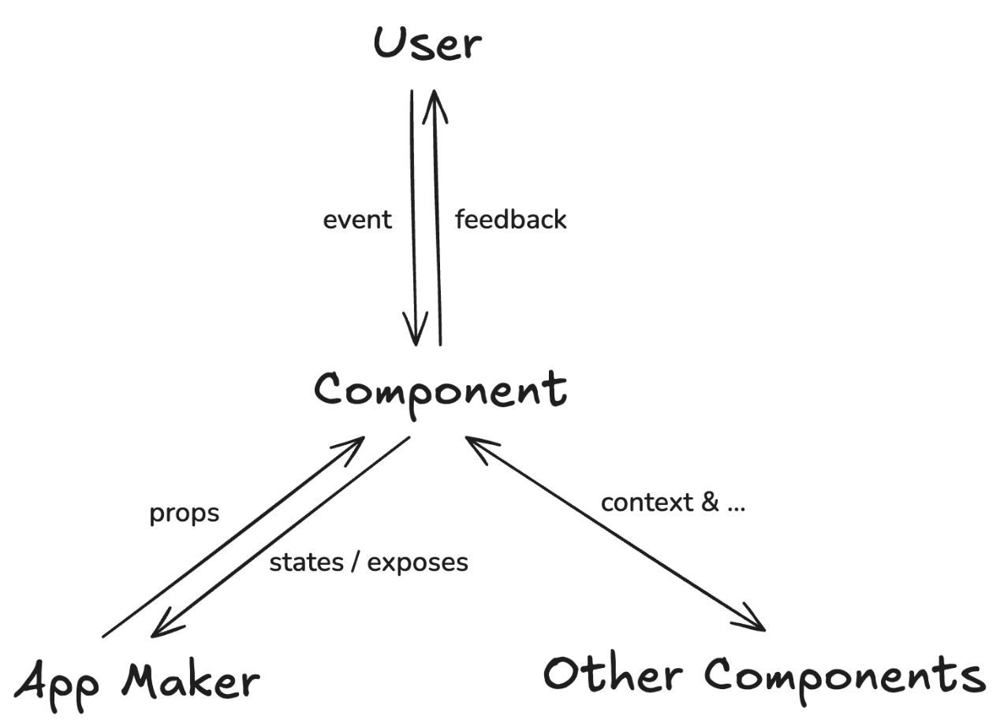 User
event
feedback
Component
props
context & ...
states / exposes
App Maker
Other Components